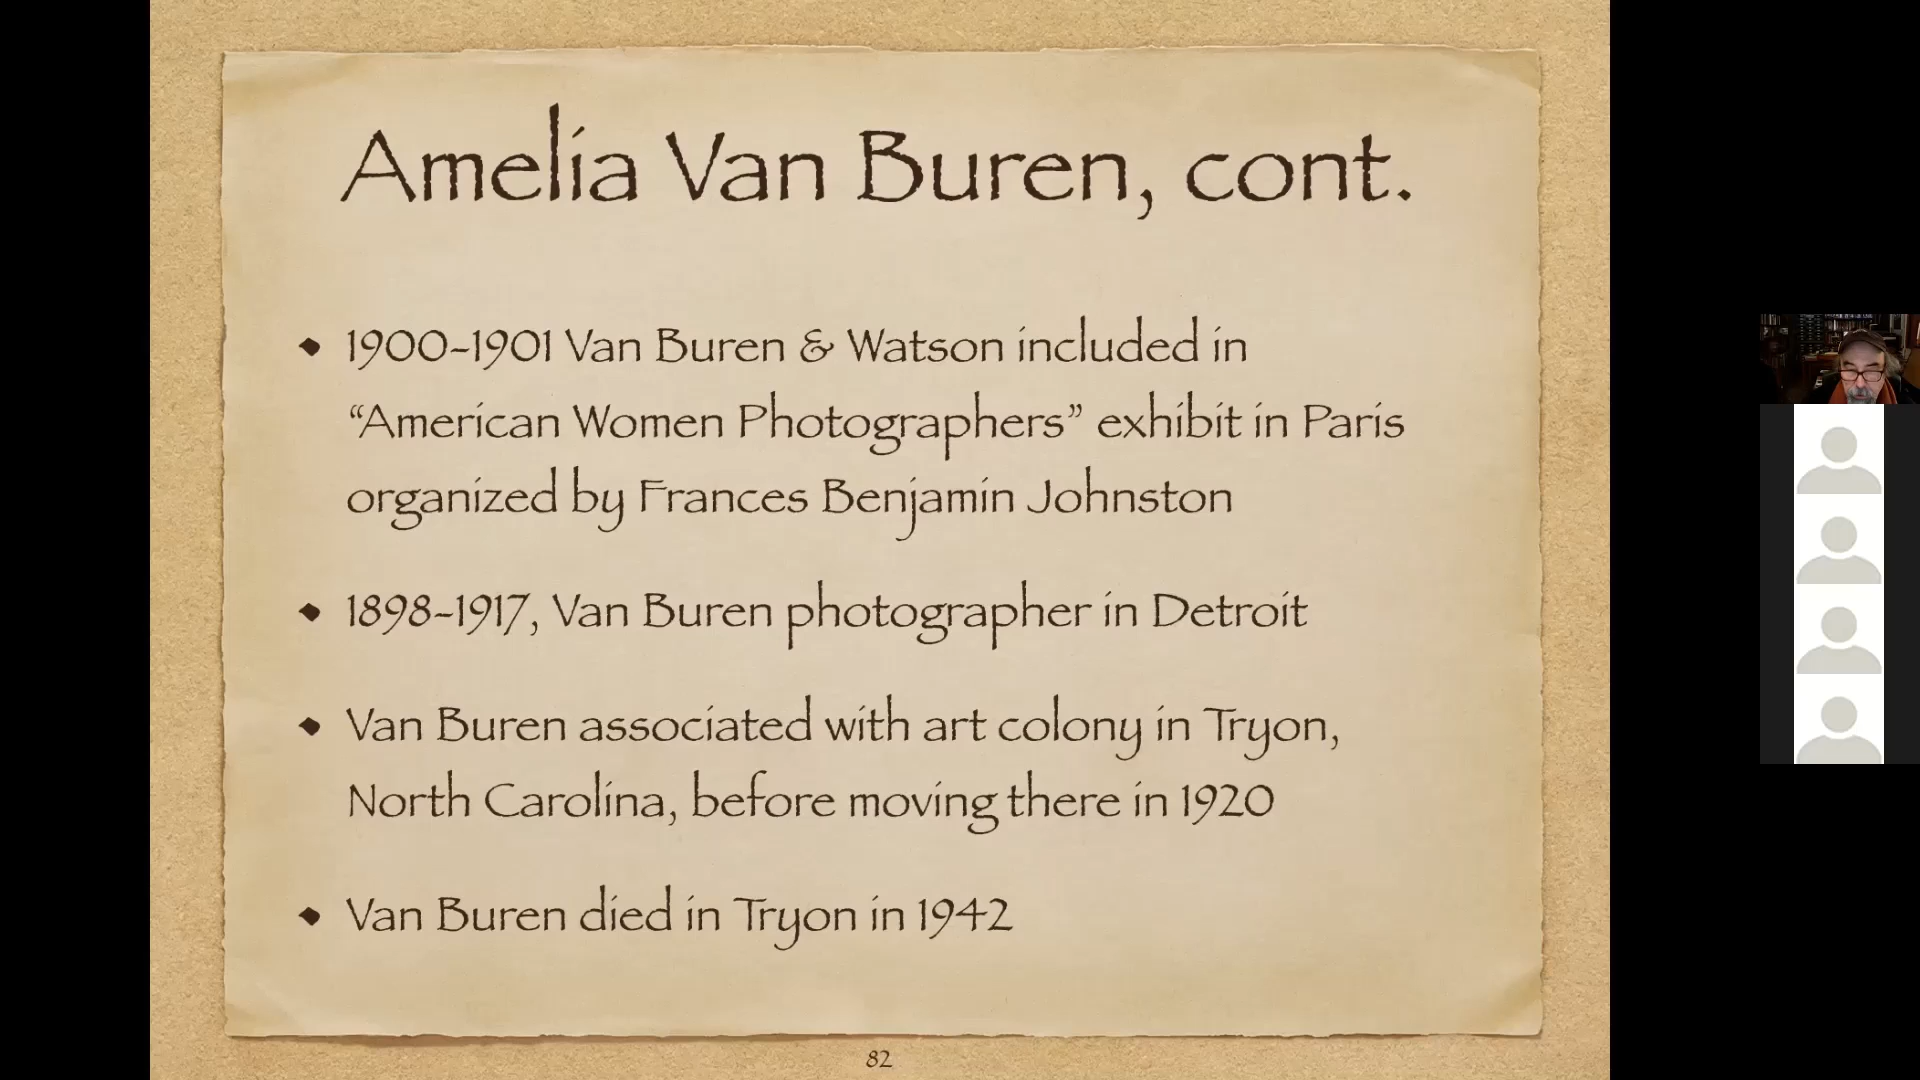 Amelia Van Buren, cont.
1900-1901 Van Buren & Watson included in
“American Women Photographers” exhibit in Paris
organized by Frances Benjamin Johnston
1898-1917, Van Buren photographer in Detroit
Van Buren associated with art colony in Tryon,
North Carolina, before moving there in 1920
Van Buren died in Tryon in 1942
82